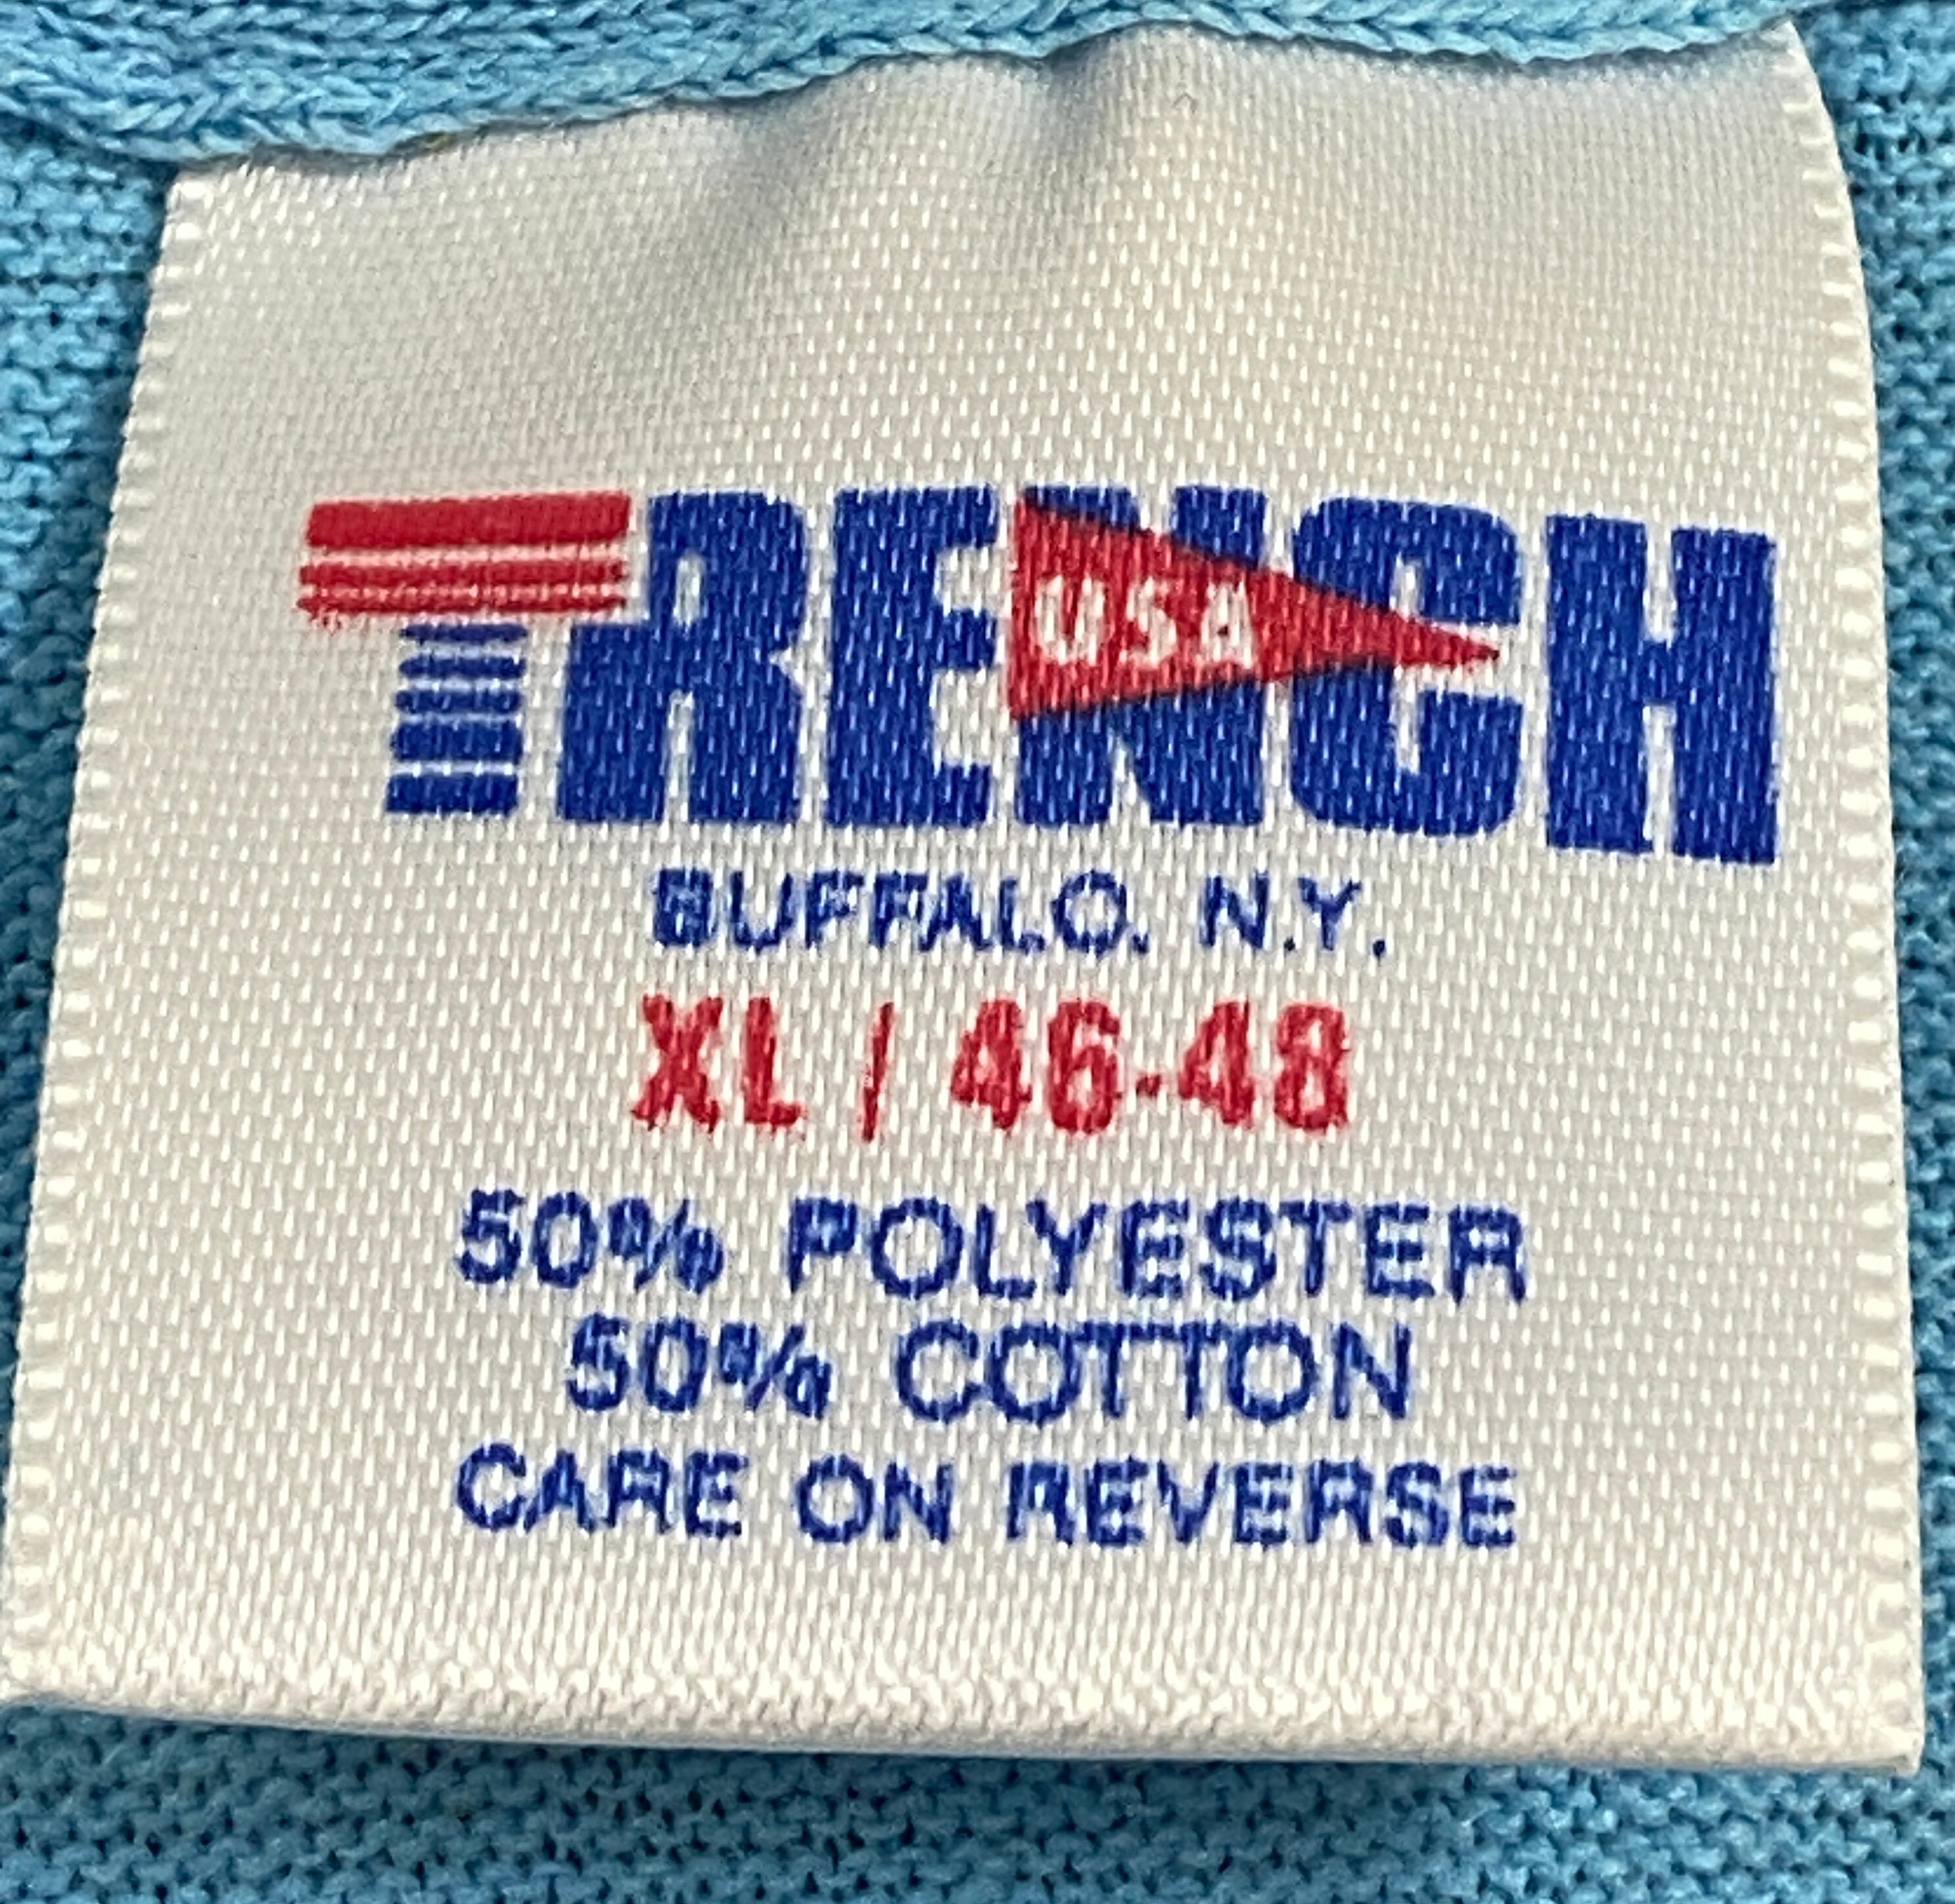 TRENCH
USA
BUFFALO. N.Y.
XL / 46-48
50% POLYESTER
50% COTTON
CARE ON REVERSE